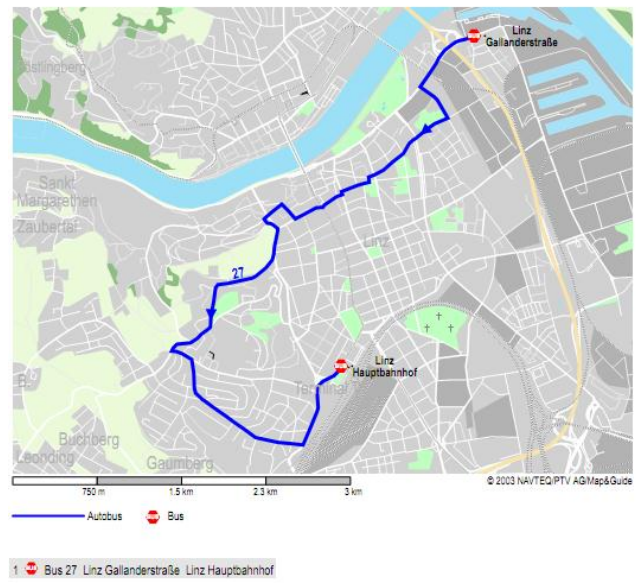 Linz
Gallanderstraße
Sankt
Margarethen
Zaubertal
Linz
27
Linz
Hauptbahnhof
Terminal
B.
Buchberg
Leonding
Gaumberg
© 2003 NAVTEQ/PTV AG/Map&Guide
750 m 1.5 km 2.3 km 3 km
Autobus Bus
1 Bus 27 Linz Gallanderstraße Linz Hauptbahnhof